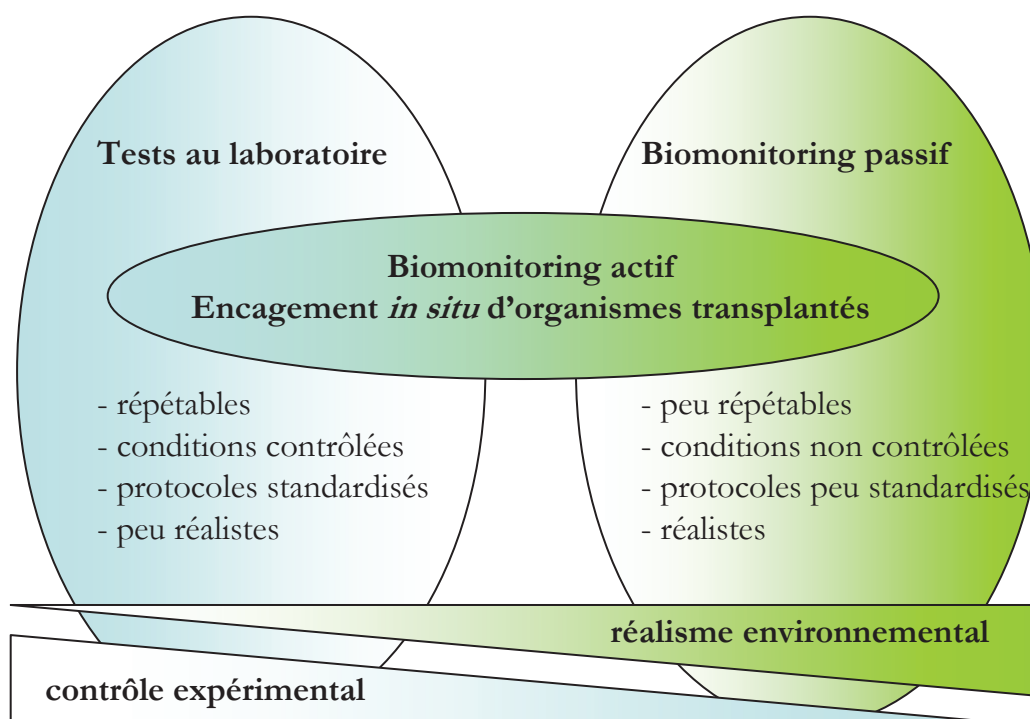 Tests au laboratoire
Biomonitoring passif
Biomonitoring actif
Encagement in situ d'organismes transplantés
- répétables
- conditions contrôlées
- protocoles standardisés
- peu réalistes
- peu répétables
- conditions non contrôlées
- protocoles peu standardisés
- réalistes
réalisme environnemental
contrôle expérimental